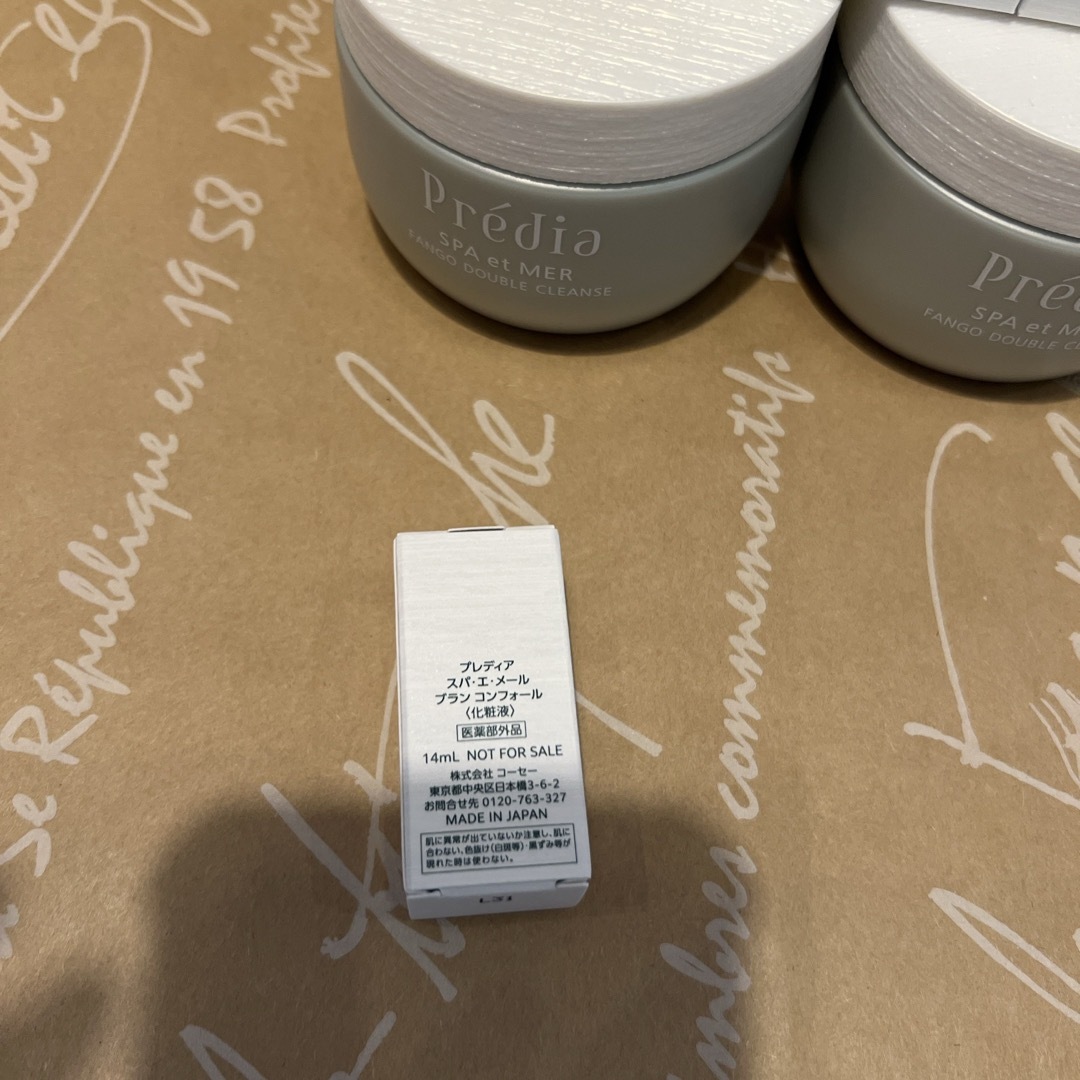 Prédia
SPA et MER
FANGO DOUBLE CLEANSE
SPA et
FANGO DOUBLE
Profite
en 1958
se République
commemoratifs
プレディア
スパ・エ・メール
ブラン コンフォール
〈化粧液〉
医薬部外品
14mL NOT FOR SALE
株式会社 コーセー
東京都中央区日本橋3-6-2
お問合せ先 0120-763-327
MADE IN JAPAN
肌に異常が出ていないか注意し、肌に
合わない、色抜け(白斑等)・黒ずみ等が
現れた時は使わない。